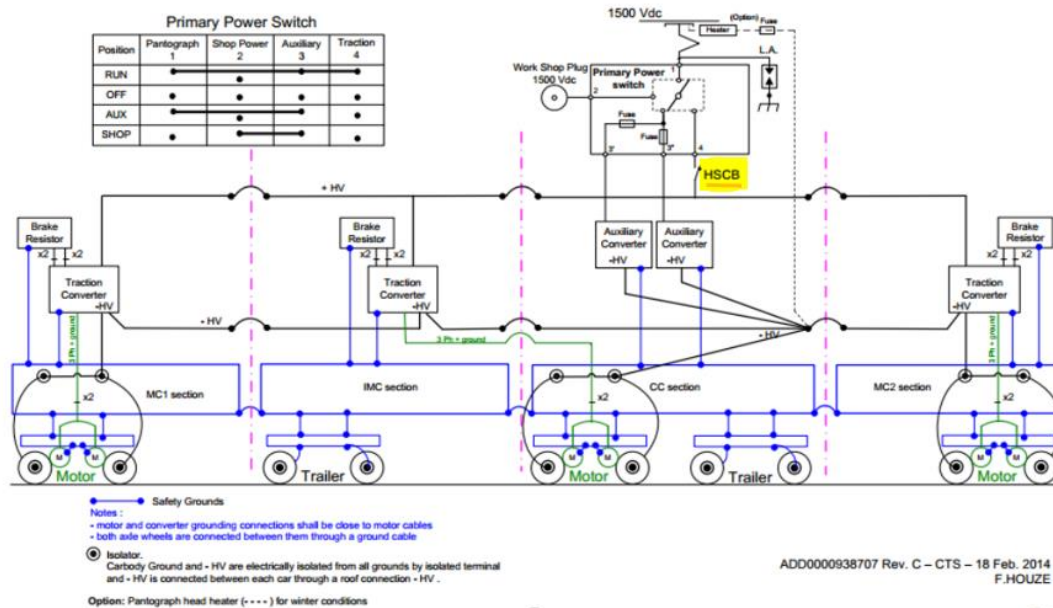 Primary Power Switch
Position Pantograph Shop Power Auxiliary Traction
1 2 3 4
RUN
OFF
AUX
SHOP
1500 Vdc
(Option) Fuse
Heater
L.A.
Work Shop Plug
1500 Vdc
Primary Power
switch
1
2
Fuse
Fuse
3' 3" 4
HSCB
+ HV
Brake
Resistor
x2 x2
Traction
Converter
-HV
Brake
Resistor
x2 x2
Traction
Converter
-HV
Auxiliary
Converter
-HV
Auxiliary
Converter
-HV
Brake
Resistor
x2 x2
Traction
Converter
-HV
- HV
- HV
3 Ph + ground
3 Ph + ground
3 Ph + ground
MC1 section
IMC section
CC section
MC2 section
x2
x2
x2
M M
M M
M M
Motor
Trailer
Motor
Trailer
Motor
Safety Grounds
Notes :
- motor and converter grounding connections shall be close to motor cables
- both axle wheels are connected between them through a ground cable
Isolator.
Carbody Ground and - HV are electrically isolated from all grounds by isolated terminal
and - HV is connected between each car through a roof connection - HV .
Option: Pantograph head heater (- - - -) for winter conditions
ADD0000938707 Rev. C – CTS – 18 Feb. 2014
F.HOUZE